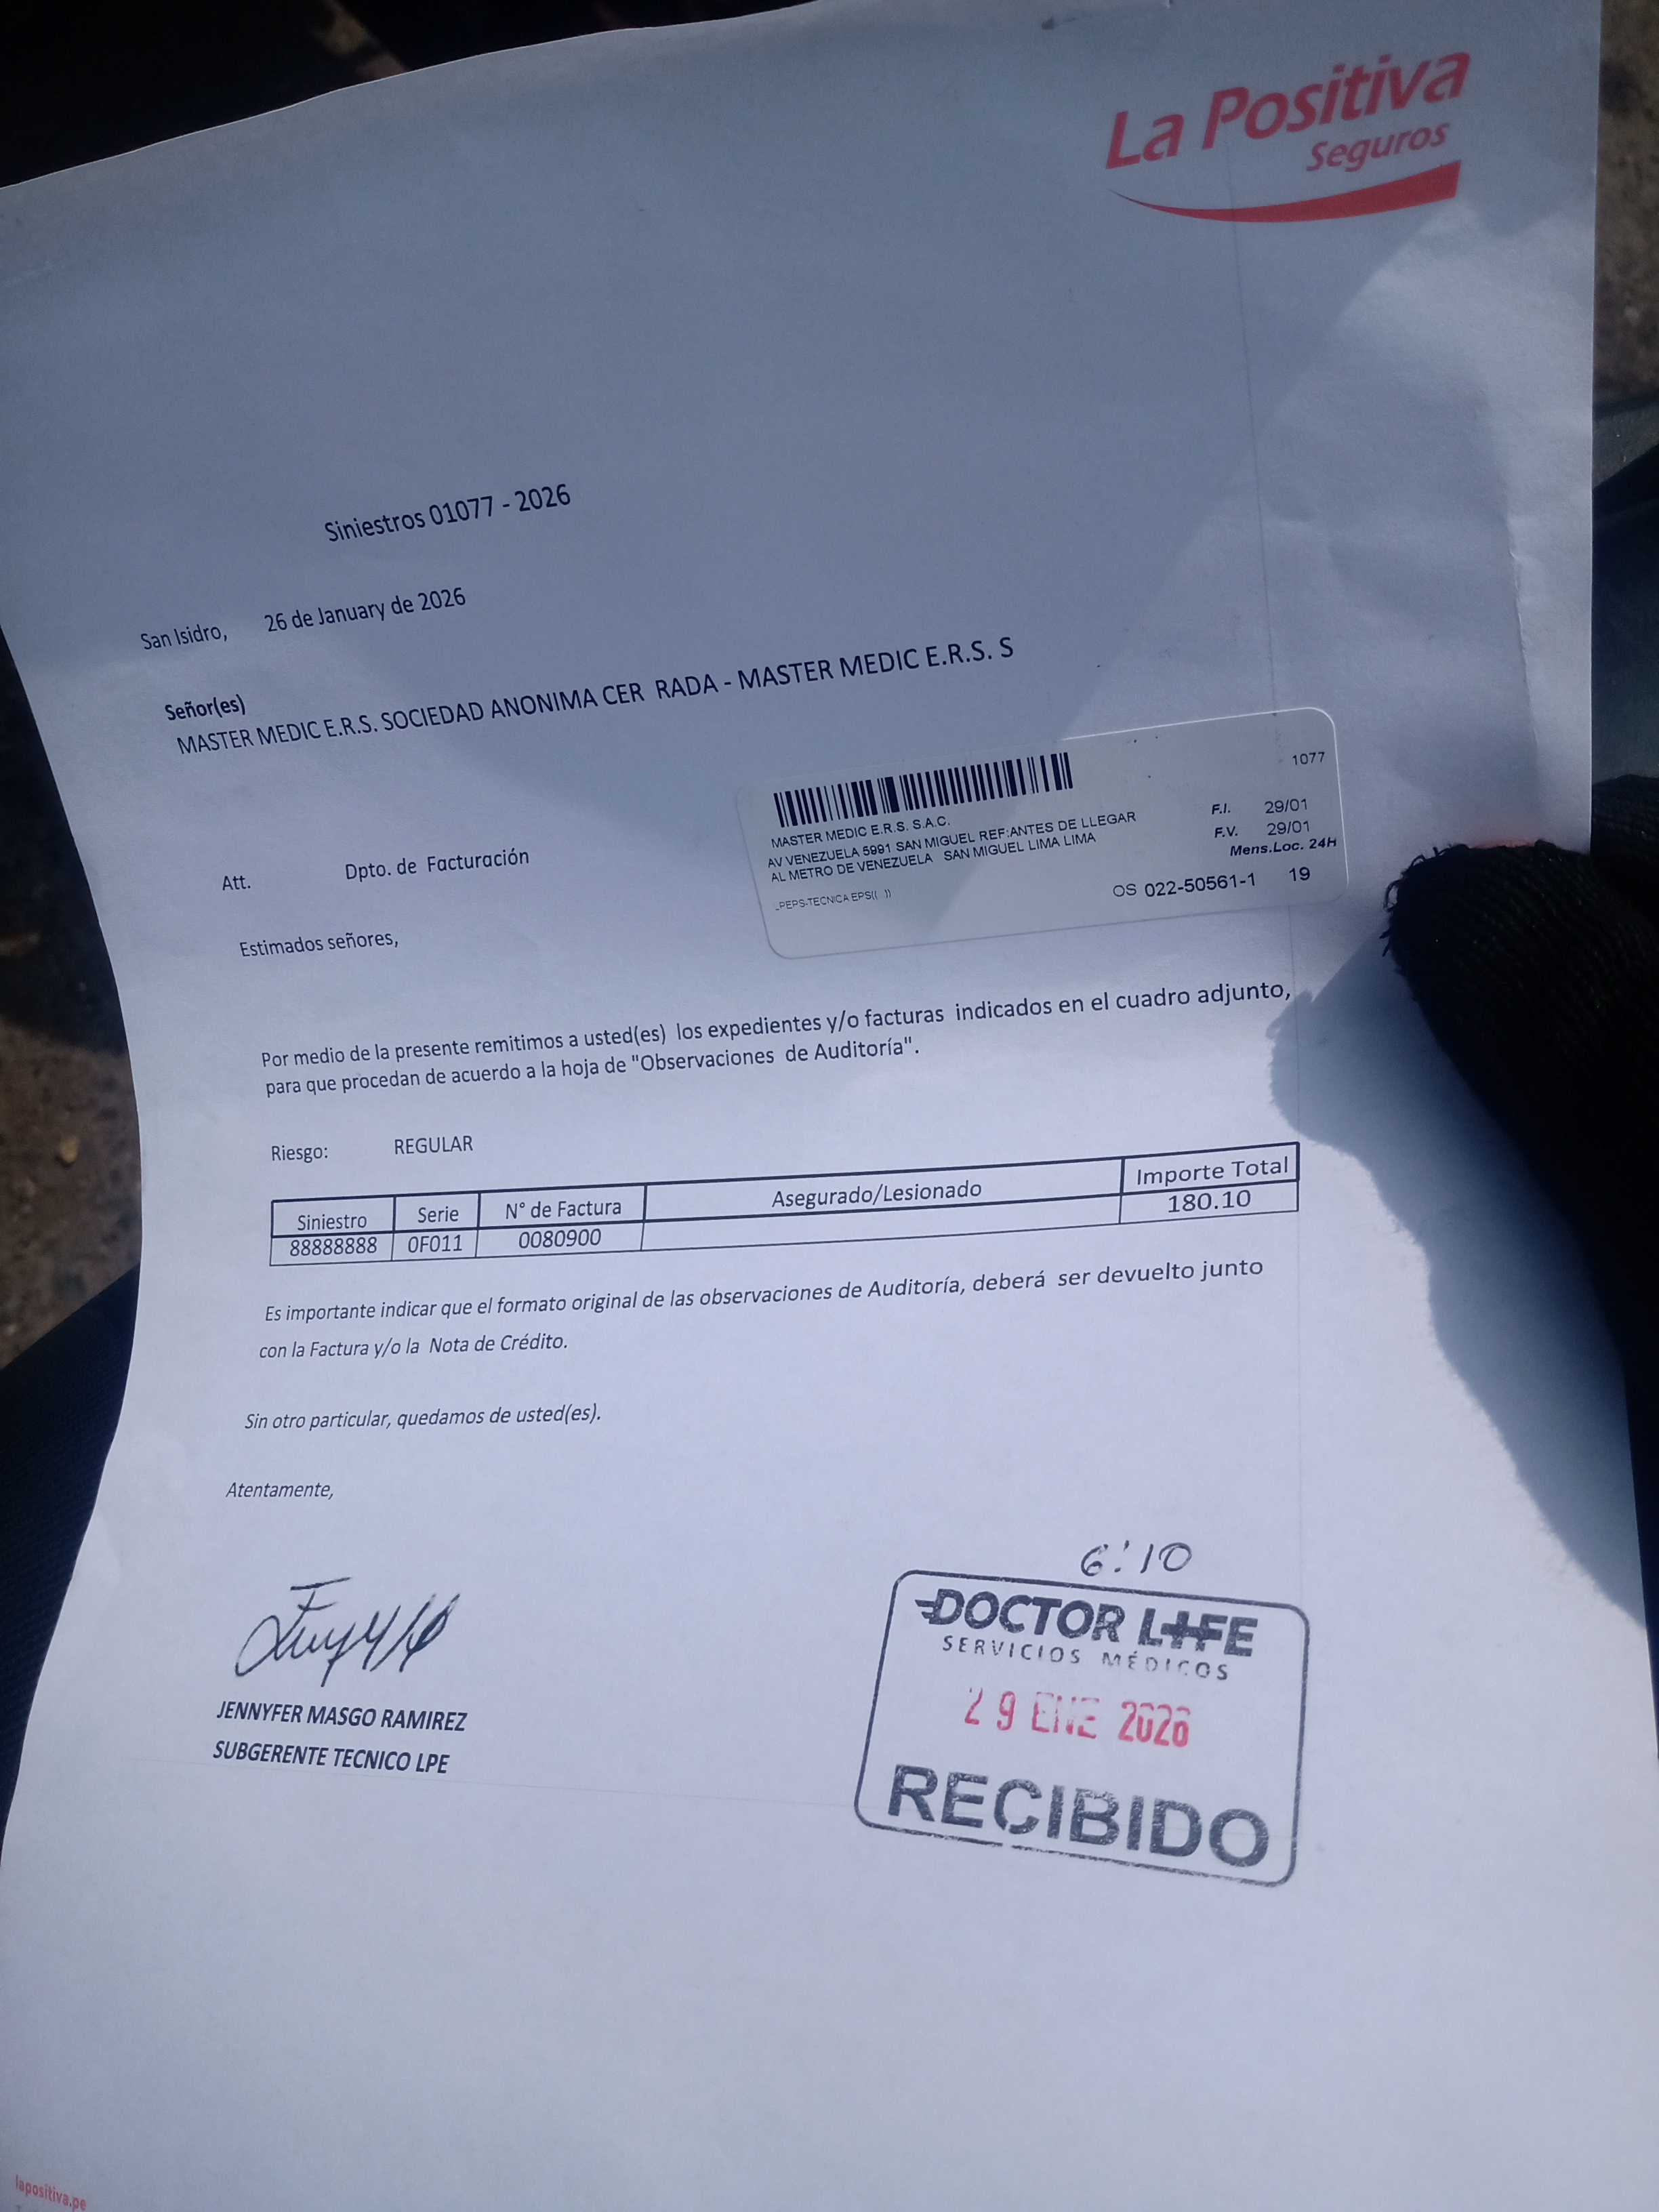 La Positiva
Seguros
Siniestros 01077 - 2026
San Isidro, 26 de January de 2026
Señor(es)
MASTER MEDIC E.R.S. SOCIEDAD ANONIMA CER RADA - MASTER MEDIC E.R.S. S
1077
MASTER MEDIC E.R.S. S.A.C.
AV VENEZUELA 5991 SAN MIGUEL REF:ANTES DE LLEGAR
AL METRO DE VENEZUELA SAN MIGUEL LIMA LIMA
F.I. 29/01
F.V. 29/01
Mens.Loc. 24H
_PEPS-TECNICA EPS(( 1))
OS 022-50561-1 19
Att. Dpto. de Facturación
Estimados señores,
Por medio de la presente remitimos a usted(es) los expedientes y/o facturas indicados en el cuadro adjunto,
para que procedan de acuerdo a la hoja de "Observaciones de Auditoría".
Riesgo: REGULAR
Siniestro Serie N° de Factura Asegurado/Lesionado Importe Total
88888888 0F011 0080900 180.10
Es importante indicar que el formato original de las observaciones de Auditoría, deberá ser devuelto junto
con la Factura y/o la Nota de Crédito.
Sin otro particular, quedamos de usted(es).
Atentamente,
JENNYFER MASGO RAMIREZ
SUBGERENTE TECNICO LPE
6:10
DOCTOR LIFE
SERVICIOS MÉDICOS
29 ENE 2026
RECIBIDO
lapositiva.pe